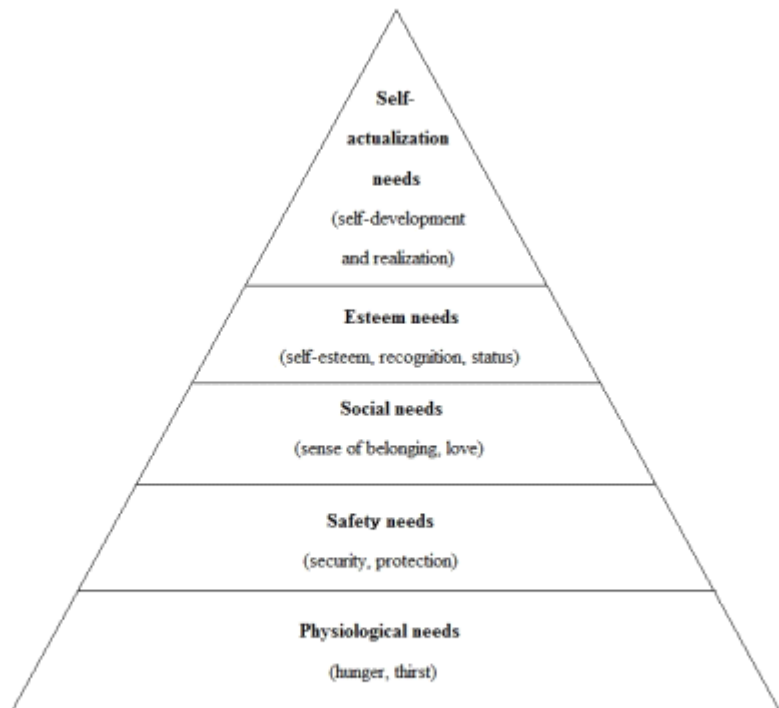 Self-
actualization
needs
(self-development
and realization)
Esteem needs
(self-esteem, recognition, status)
Social needs
(sense of belonging, love)
Safety needs
(security, protection)
Physiological needs
(hunger, thirst)